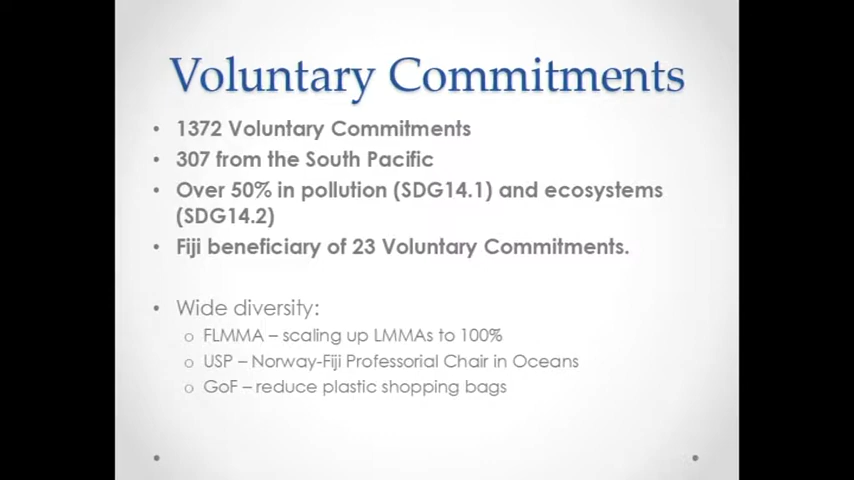 Voluntary Commitments
• 1372 Voluntary Commitments
• 307 from the South Pacific
• Over 50% in pollution (SDG14.1) and ecosystems
(SDG14.2)
• Fiji beneficiary of 23 Voluntary Commitments.
• Wide diversity:
o FLMMA – scaling up LMMAs to 100%
o USP – Norway-Fiji Professorial Chair in Oceans
o GoF – reduce plastic shopping bags